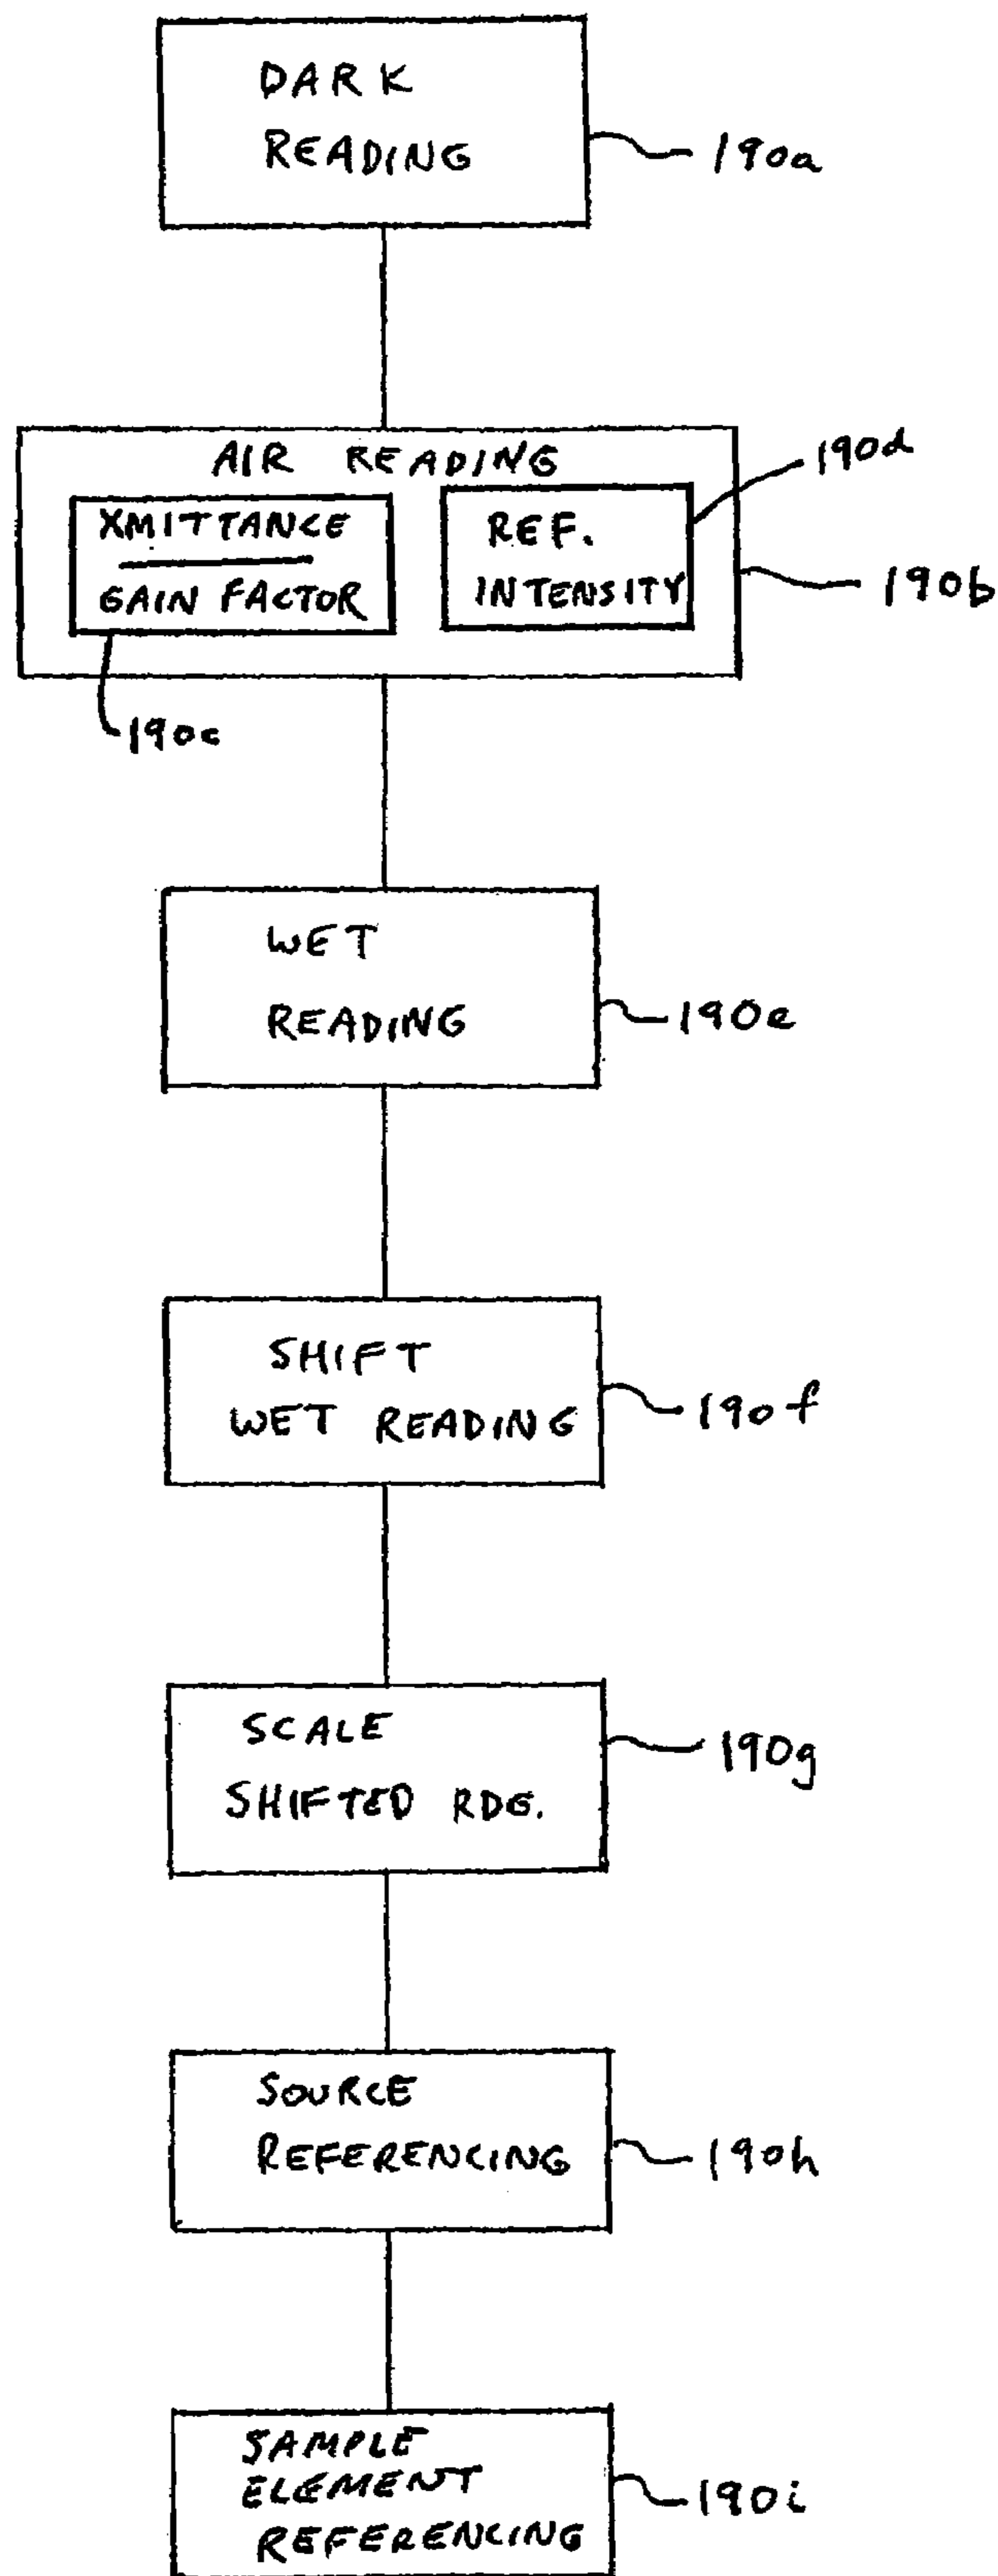 DARK
READING
190a
AIR READING
190d
XMITTANCE
GAIN FACTOR
REF.
INTENSITY
190b
190c
WET
READING
190e
SHIFT
WET READING
190f
SCALE
SHIFTED RDG.
190g
SOURCE
REFERENCING
190h
SAMPLE
ELEMENT
REFERENCING
190i